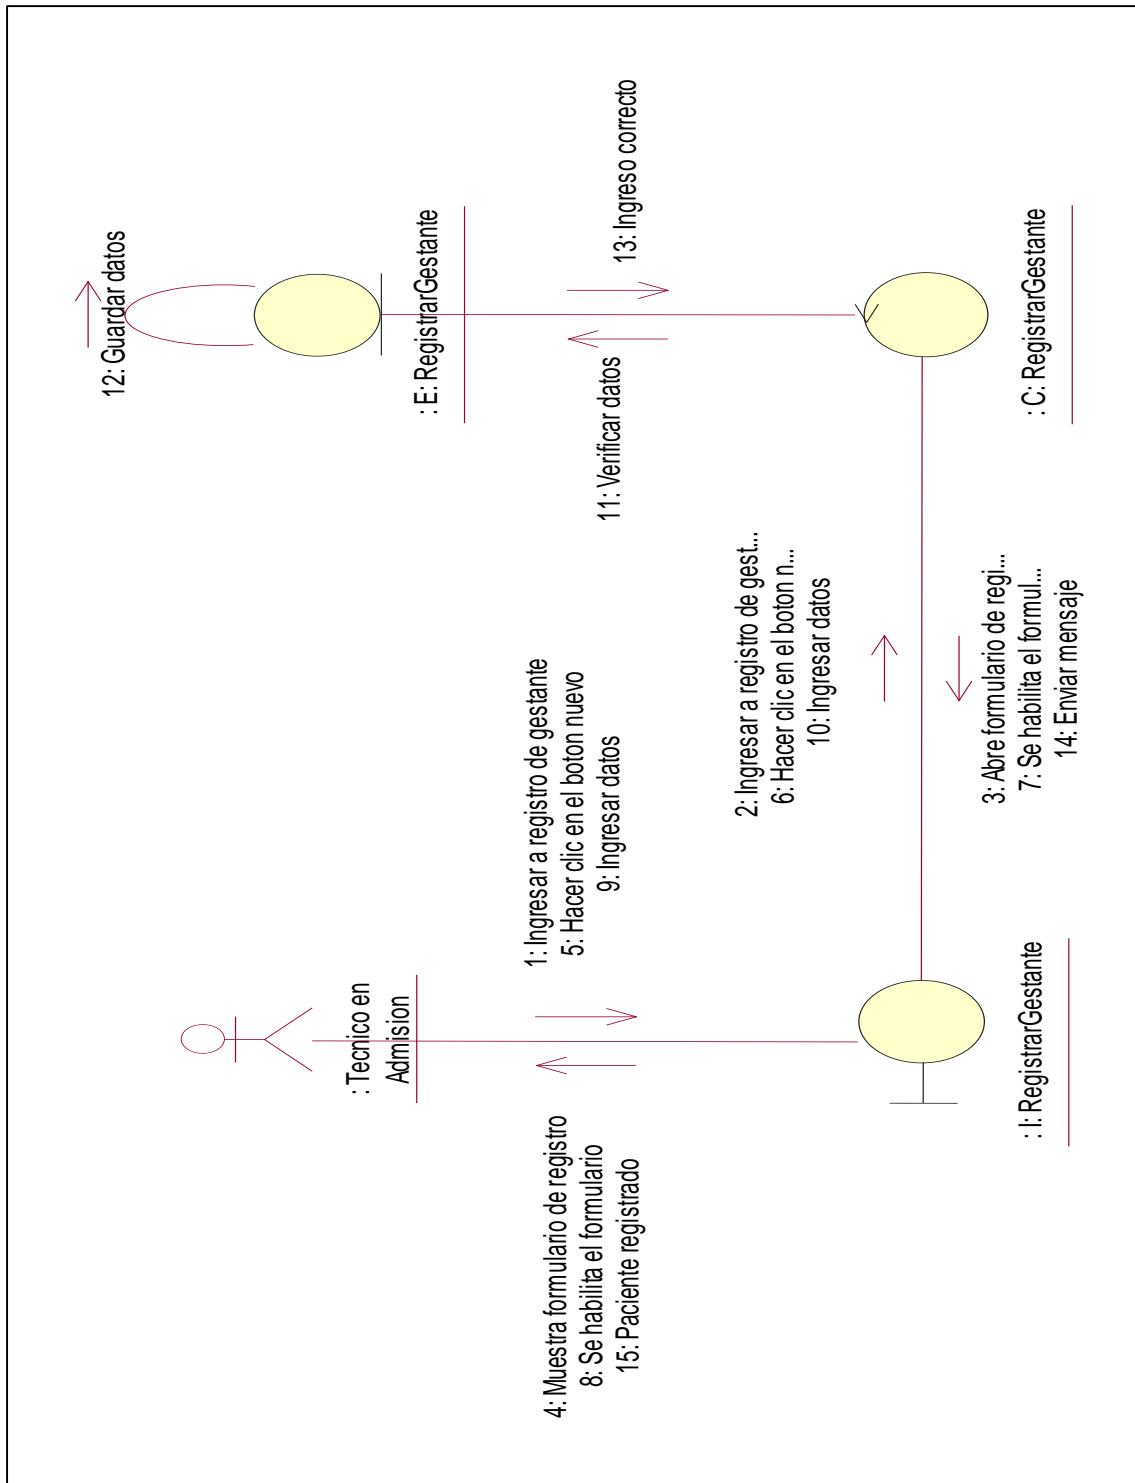 : Tecnico en
Admision
1: Ingresar a registro de gestante
5: Hacer clic en el boton nuevo
9: Ingresar datos
4: Muestra formulario de registro
8: Se habilita el formulario
15: Paciente registrado
: I: RegistrarGestante
2: Ingresar a registro de gest...
6: Hacer clic en el boton n...
10: Ingresar datos
3: Abre formulario de regi...
7: Se habilita el formul...
14: Enviar mensaje
12: Guardar datos
: E: RegistrarGestante
11: Verificar datos
13: Ingreso correcto
: C: RegistrarGestante